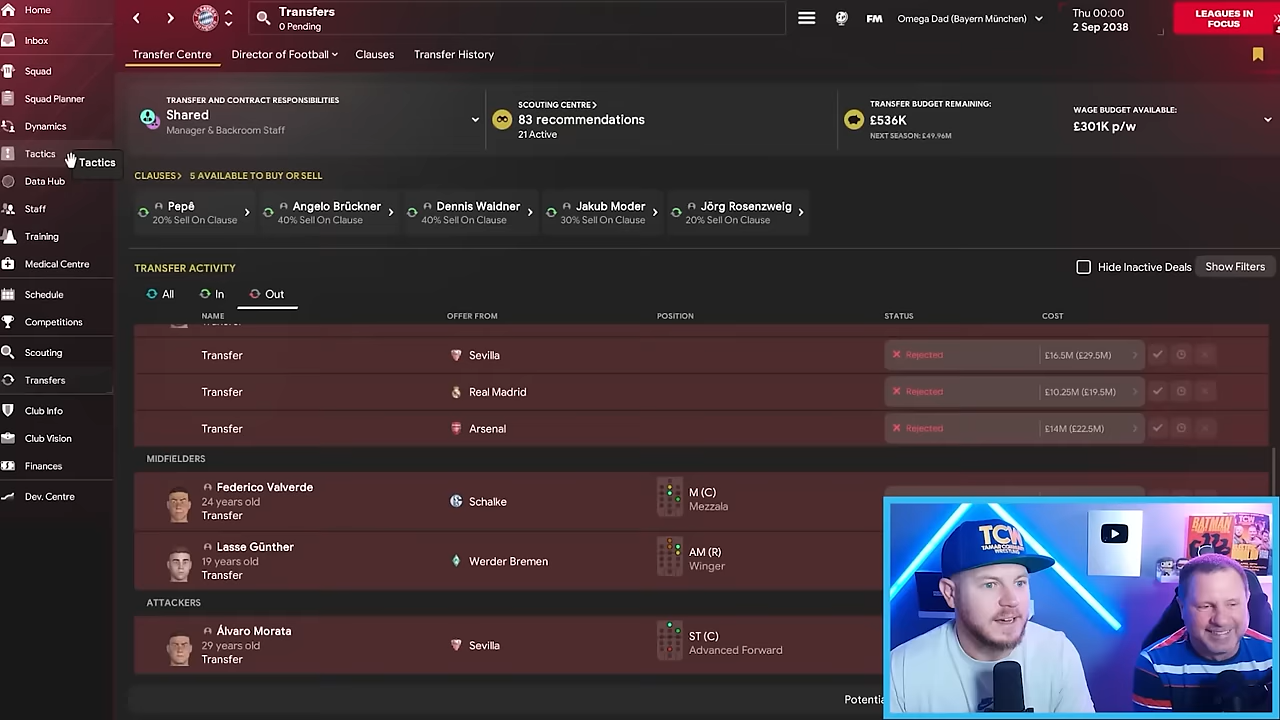 Home
Inbox
Squad
Squad Planner
Dynamics
Tactics
Tactics
Data Hub
Staff
Training
Medical Centre
Schedule
Competitions
Scouting
Transfers
Club Info
Club Vision
Finances
Dev. Centre
Transfers
0 Pending
FM
Omega Dad (Bayern München)
Thu 00:00
2 Sep 2038
LEAGUES IN
FOCUS
Transfer Centre
Director of Football
Clauses
Transfer History
TRANSFER AND CONTRACT RESPONSIBILITIES
Shared
Manager & Backroom Staff
SCOUTING CENTRE
83 recommendations
21 Active
TRANSFER BUDGET REMAINING:
£536K
NEXT SEASON: £49.96M
WAGE BUDGET AVAILABLE:
£301K p/w
CLAUSES 5 AVAILABLE TO BUY OR SELL
Pepê
20% Sell On Clause
Angelo Brückner
40% Sell On Clause
Dennis Waidner
40% Sell On Clause
Jakub Moder
30% Sell On Clause
Jörg Rosenzweig
20% Sell On Clause
TRANSFER ACTIVITY
Hide Inactive Deals
Show Filters
All
In
Out
NAME
OFFER FROM
POSITION
STATUS
COST
Transfer
Transfer
Sevilla
Rejected
£16.5M (£29.5M)
Transfer
Real Madrid
Rejected
£10.25M (£19.5M)
Transfer
Arsenal
Rejected
£14M (£22.5M)
MIDFIELDERS
Federico Valverde
24 years old
Transfer
Schalke
M (C)
Mezzala
Lasse Günther
19 years old
Transfer
Werder Bremen
AM (R)
Winger
ATTACKERS
Álvaro Morata
29 years old
Transfer
Sevilla
ST (C)
Advanced Forward
Potentia
TCW
BATMAN
TCW